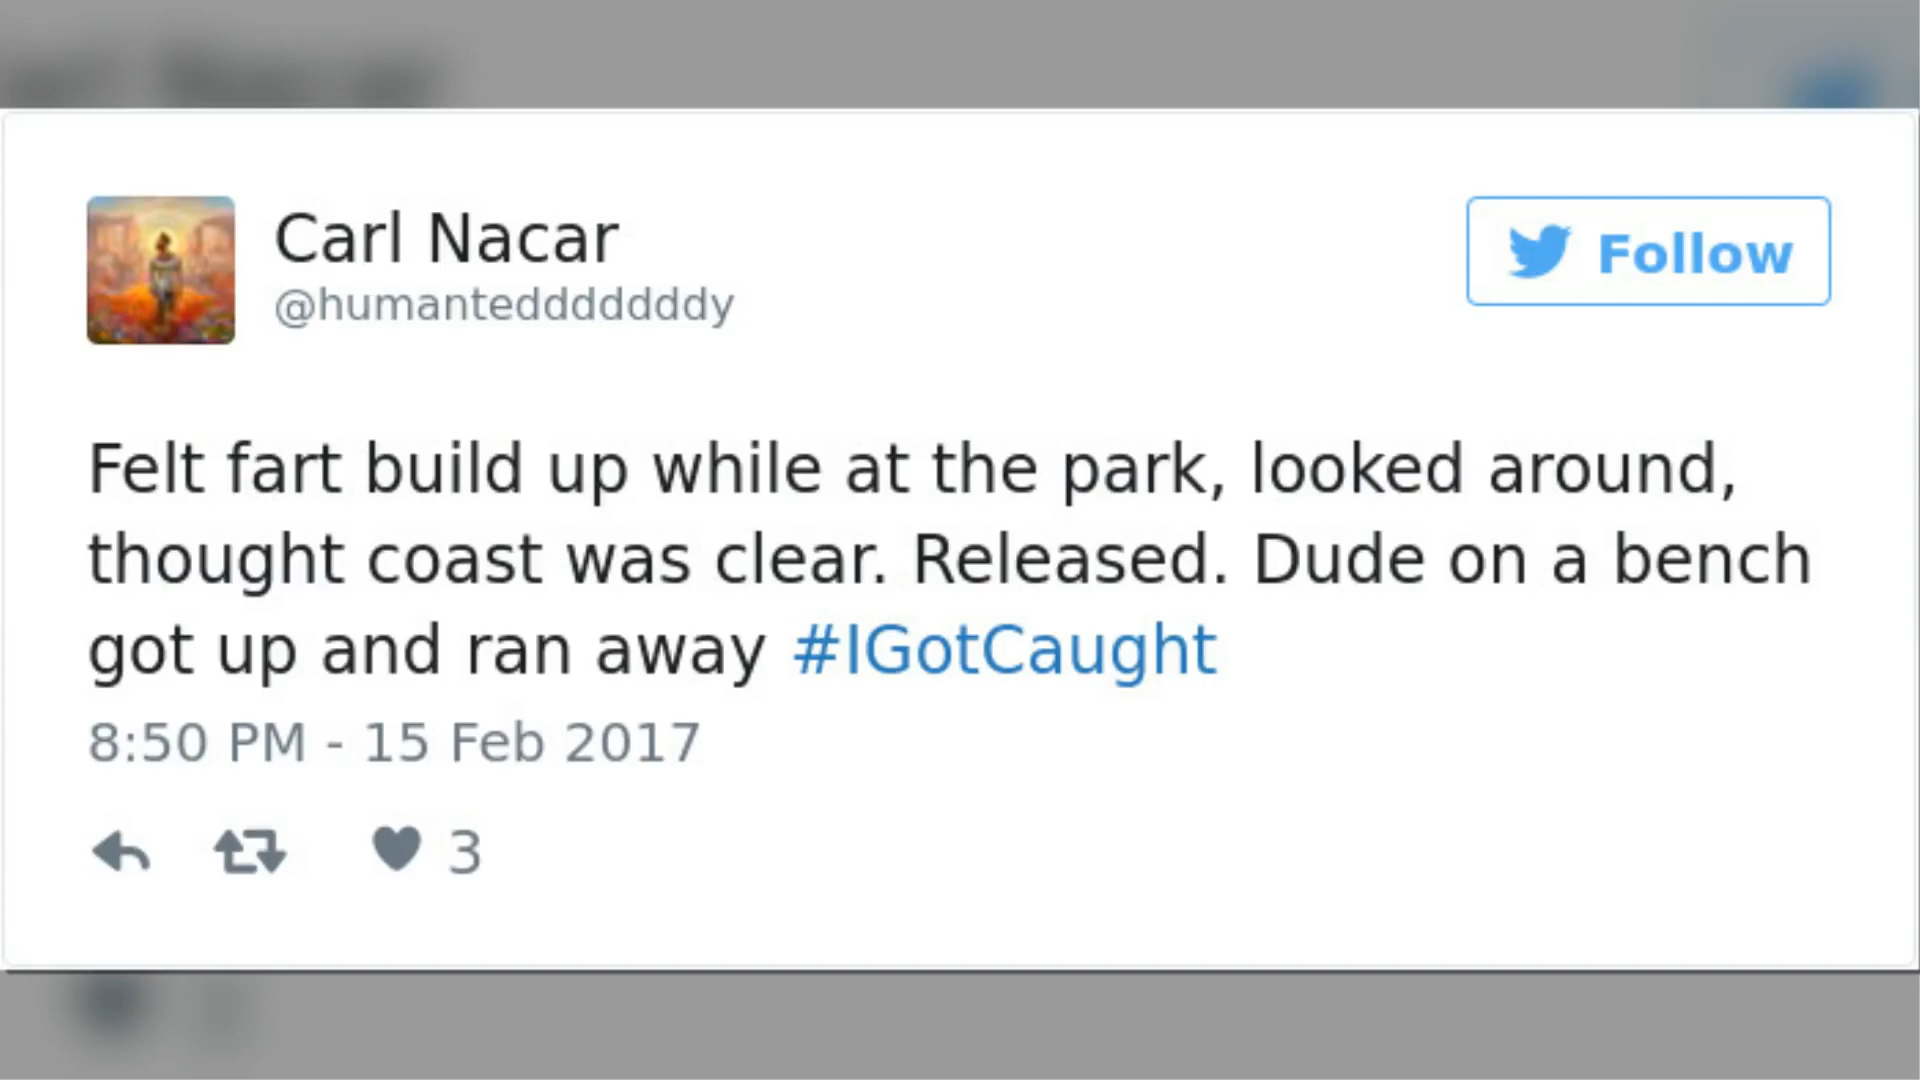 Carl Nacar
@humantedddddddy
Follow
Felt fart build up while at the park, looked around,
thought coast was clear. Released. Dude on a bench
got up and ran away #IGotCaught
8:50 PM - 15 Feb 2017
3